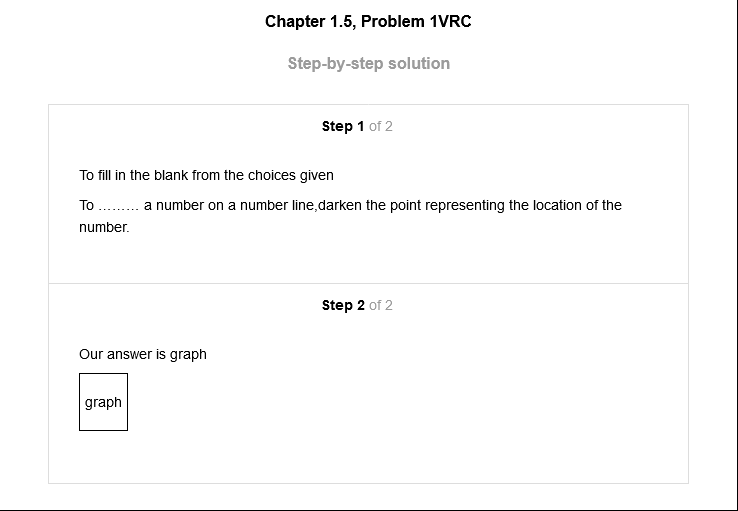 Chapter 1.5, Problem 1VRC
Step-by-step solution
Step 1 of 2
To fill in the blank from the choices given
To ……… a number on a number line,darken the point representing the location of the
number.
Step 2 of 2
Our answer is graph
graph